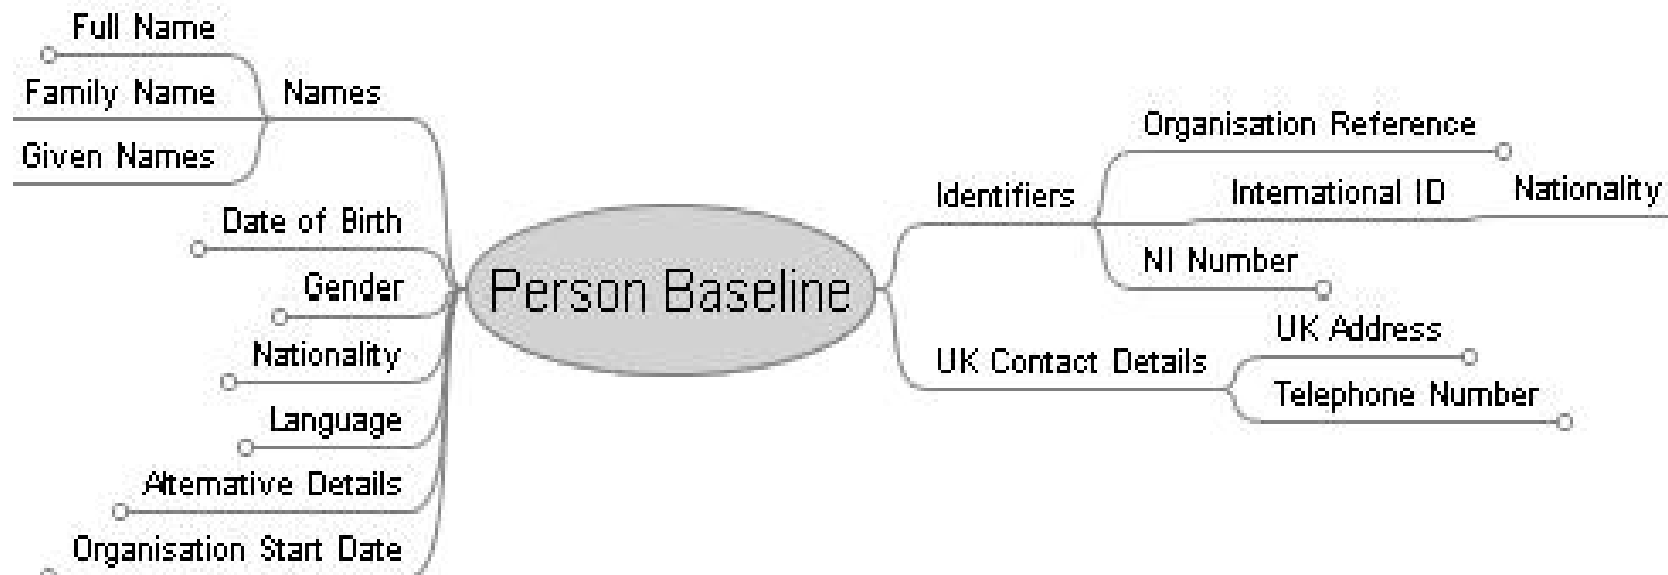 Full Name
Family Name
Given Names
Names
Date of Birth
Gender
Nationality
Language
Alternative Details
Organisation Start Date
Person Baseline
Identifiers
Organisation Reference
International ID
Nationality
NI Number
UK Contact Details
UK Address
Telephone Number